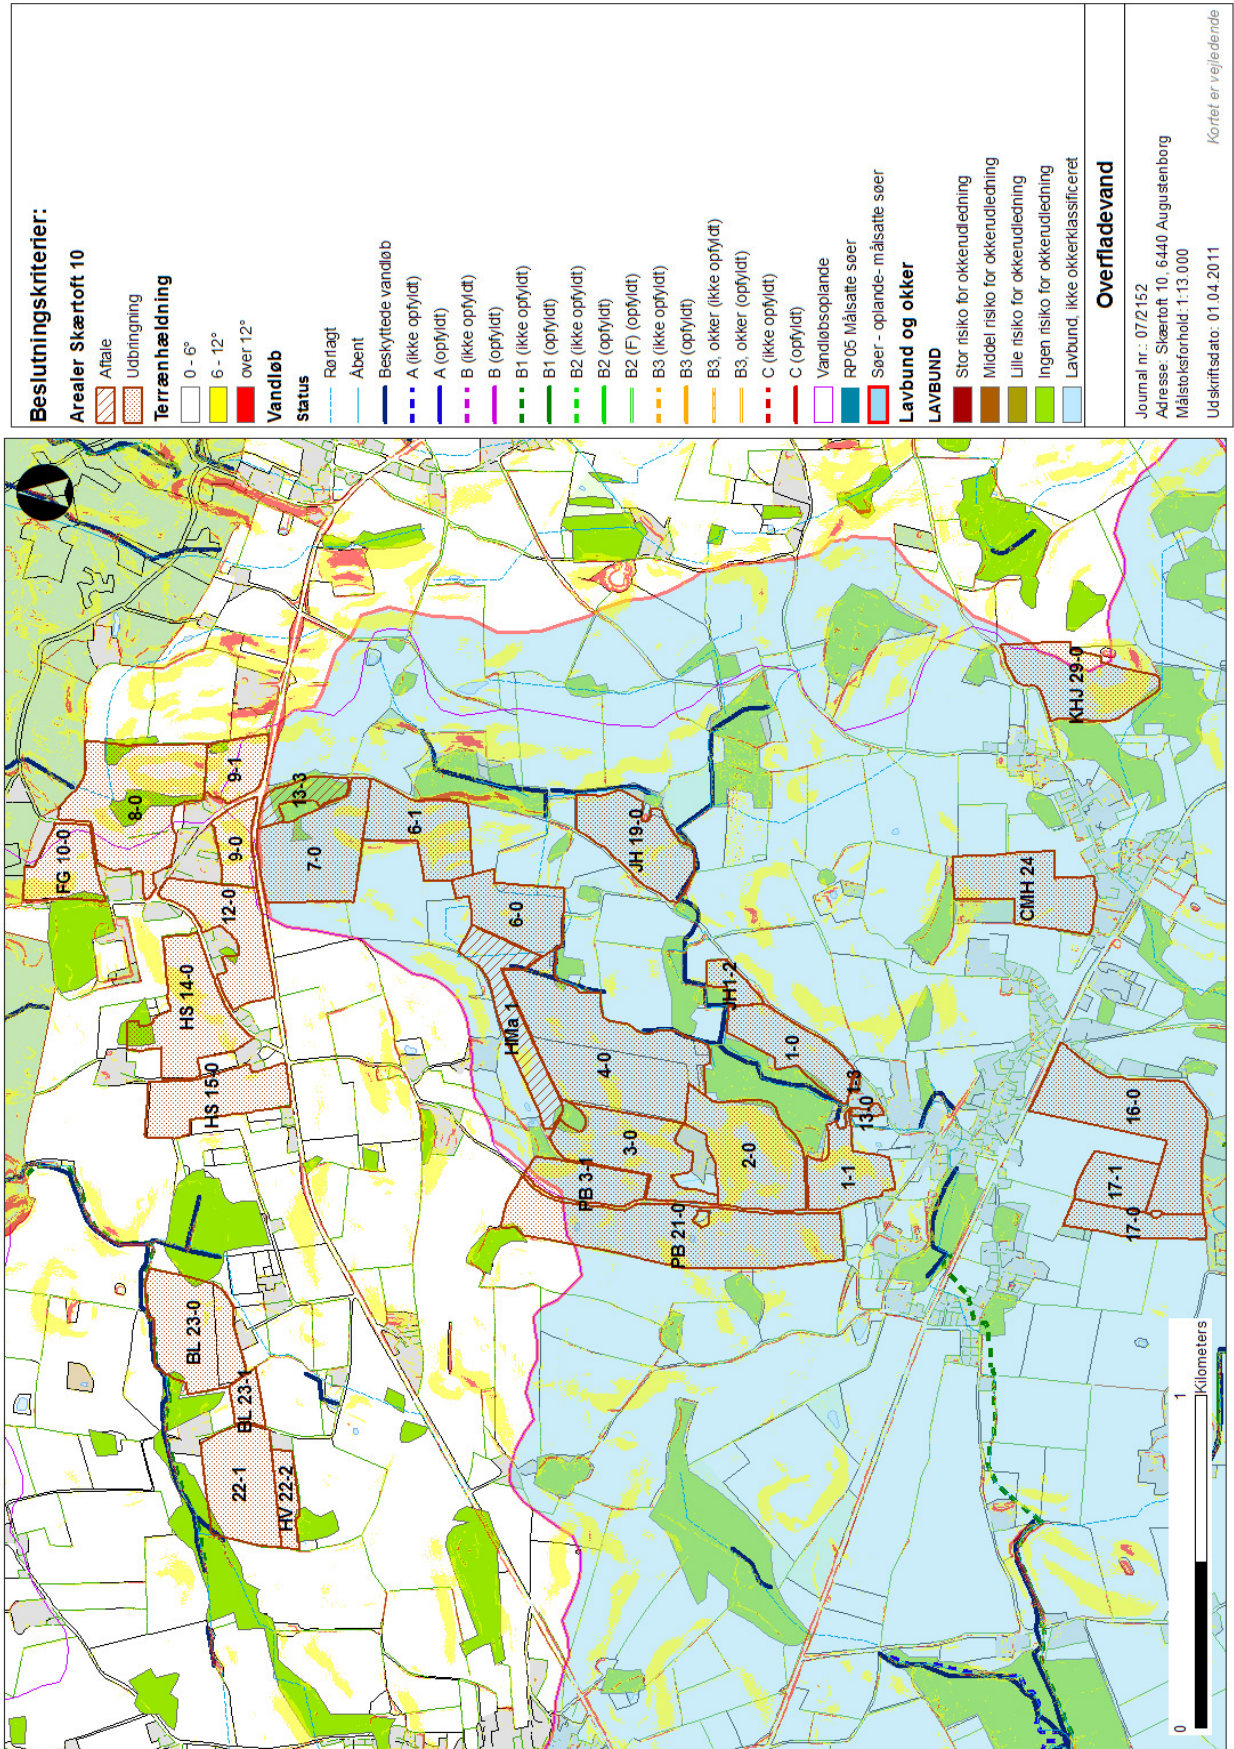 Beslutningskriterier:
Arealer Skærtoft 10
Aftale
Udbringning
Terrænhældning
0 - 6°
6 - 12°
over 12°
Vandløb
Status
Rørlagt
Åbent
Beskyttede vandløb
A (ikke opfyldt)
A (opfyldt)
B (ikke opfyldt)
B (opfyldt)
B1 (ikke opfyldt)
B1 (opfyldt)
B2 (ikke opfyldt)
B2 (opfyldt)
B2 (F) (opfyldt)
B3 (ikke opfyldt)
B3 (opfyldt)
B3, okker (ikke opfyldt)
B3, okker (opfyldt)
C (ikke opfyldt)
C (opfyldt)
Vandløbsoplande
RP05 Målsatte søer
Søer - oplande- målsatte søer
Lavbund og okker
LAVBUND
Stor risiko for okkerudledning
Middel risiko for okkerudledning
Lille risiko for okkerudledning
Ingen risiko for okkerudledning
Lavbund, ikke okkerklassificeret
Overfladevand
Journal nr.: 07/2152
Adresse: Skærtoft 10, 6440 Augustenborg
Målstoksforhold: 1:13.000
Udskriftsdato: 01.04.2011
Kortet er vejledende
FG 10-0
8-0
9-1
9-0
12-0
13-3
7-0
6-1
HS 14-0
HS 15-0
6-0
HMa 1
JH 19-0
KHJ 29-0
CMH 24
JH1-2
4-0
1-0
1-3
13-0
3-0
PB 3-1
2-0
1-1
PB 21-0
16-0
17-1
17-0
BL 23-0
BL 23-1
22-1
HV 22-2
0
1
Kilometers